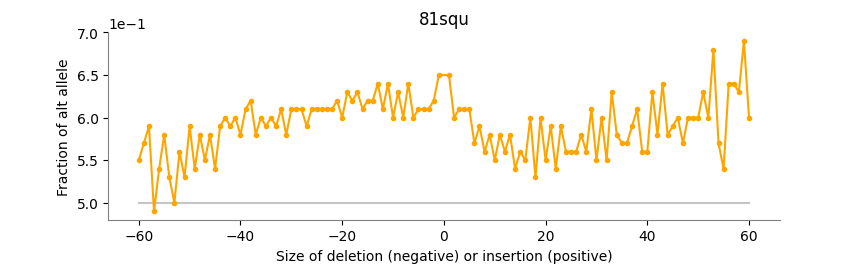 81squ
1e−1
7.0
6.5
6.0
5.5
5.0
Fraction of alt allele
−60 −40 −20 0 20 40 60
Size of deletion (negative) or insertion (positive)